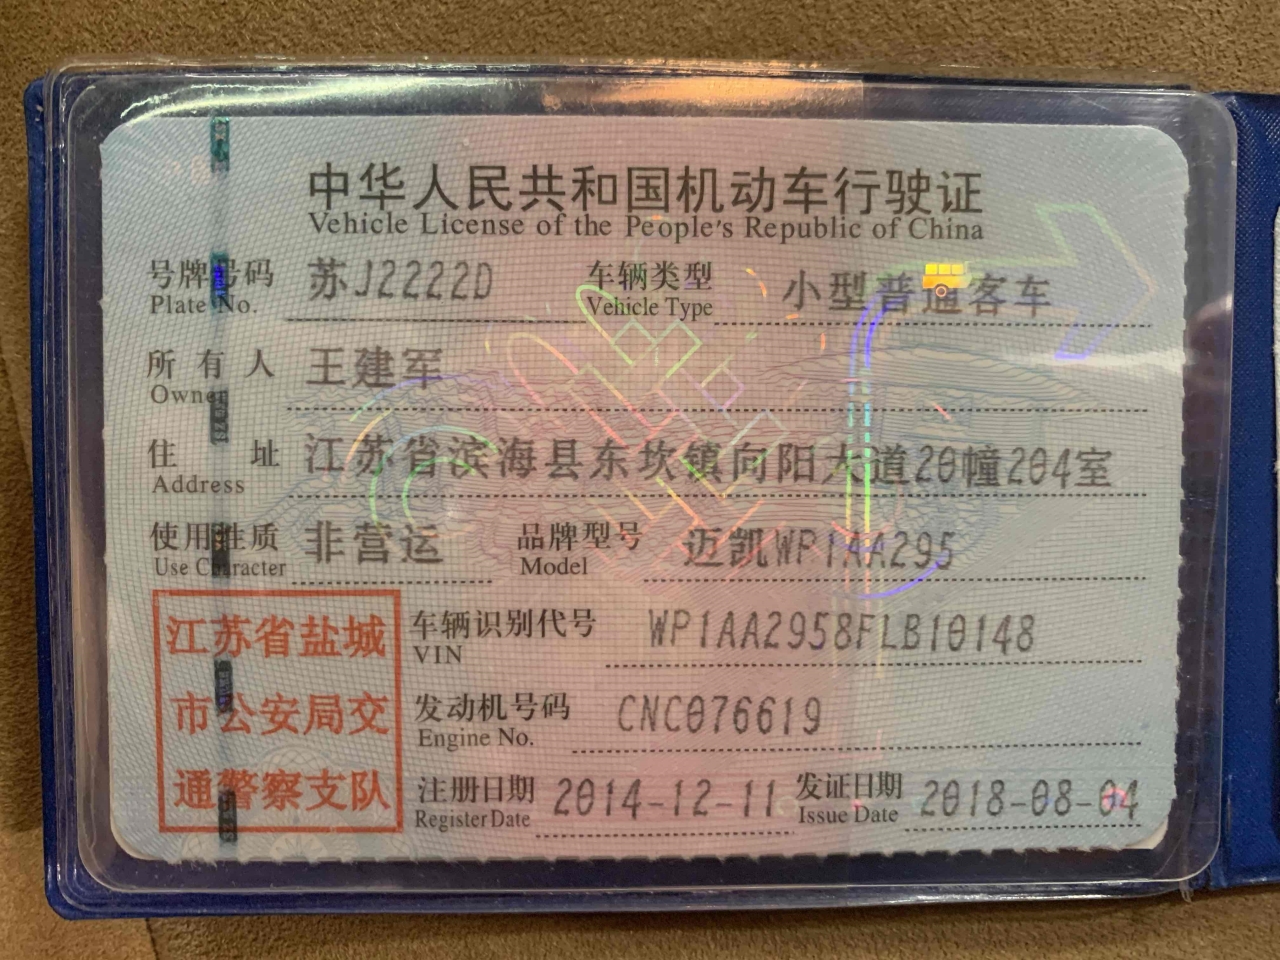 中华人民共和国机动车行驶证
Vehicle License of the People's Republic of China
号牌号码 苏J2222D 车辆类型 小型普通客车
Plate No. Vehicle Type
所有人 王建军
Owner
住址 江苏省滨海县东坎镇向阳大道20幢204室
Address
使用性质 非营运 品牌型号 迈凯WP1AA295
Use Character Model
江苏省盐城
市公安局交
通警察支队
车辆识别代号 WP1AA2958FLB10148
VIN
发动机号码 CNC076619
Engine No.
注册日期 2014-12-11 发证日期 2018-08-04
Register Date Issue Date